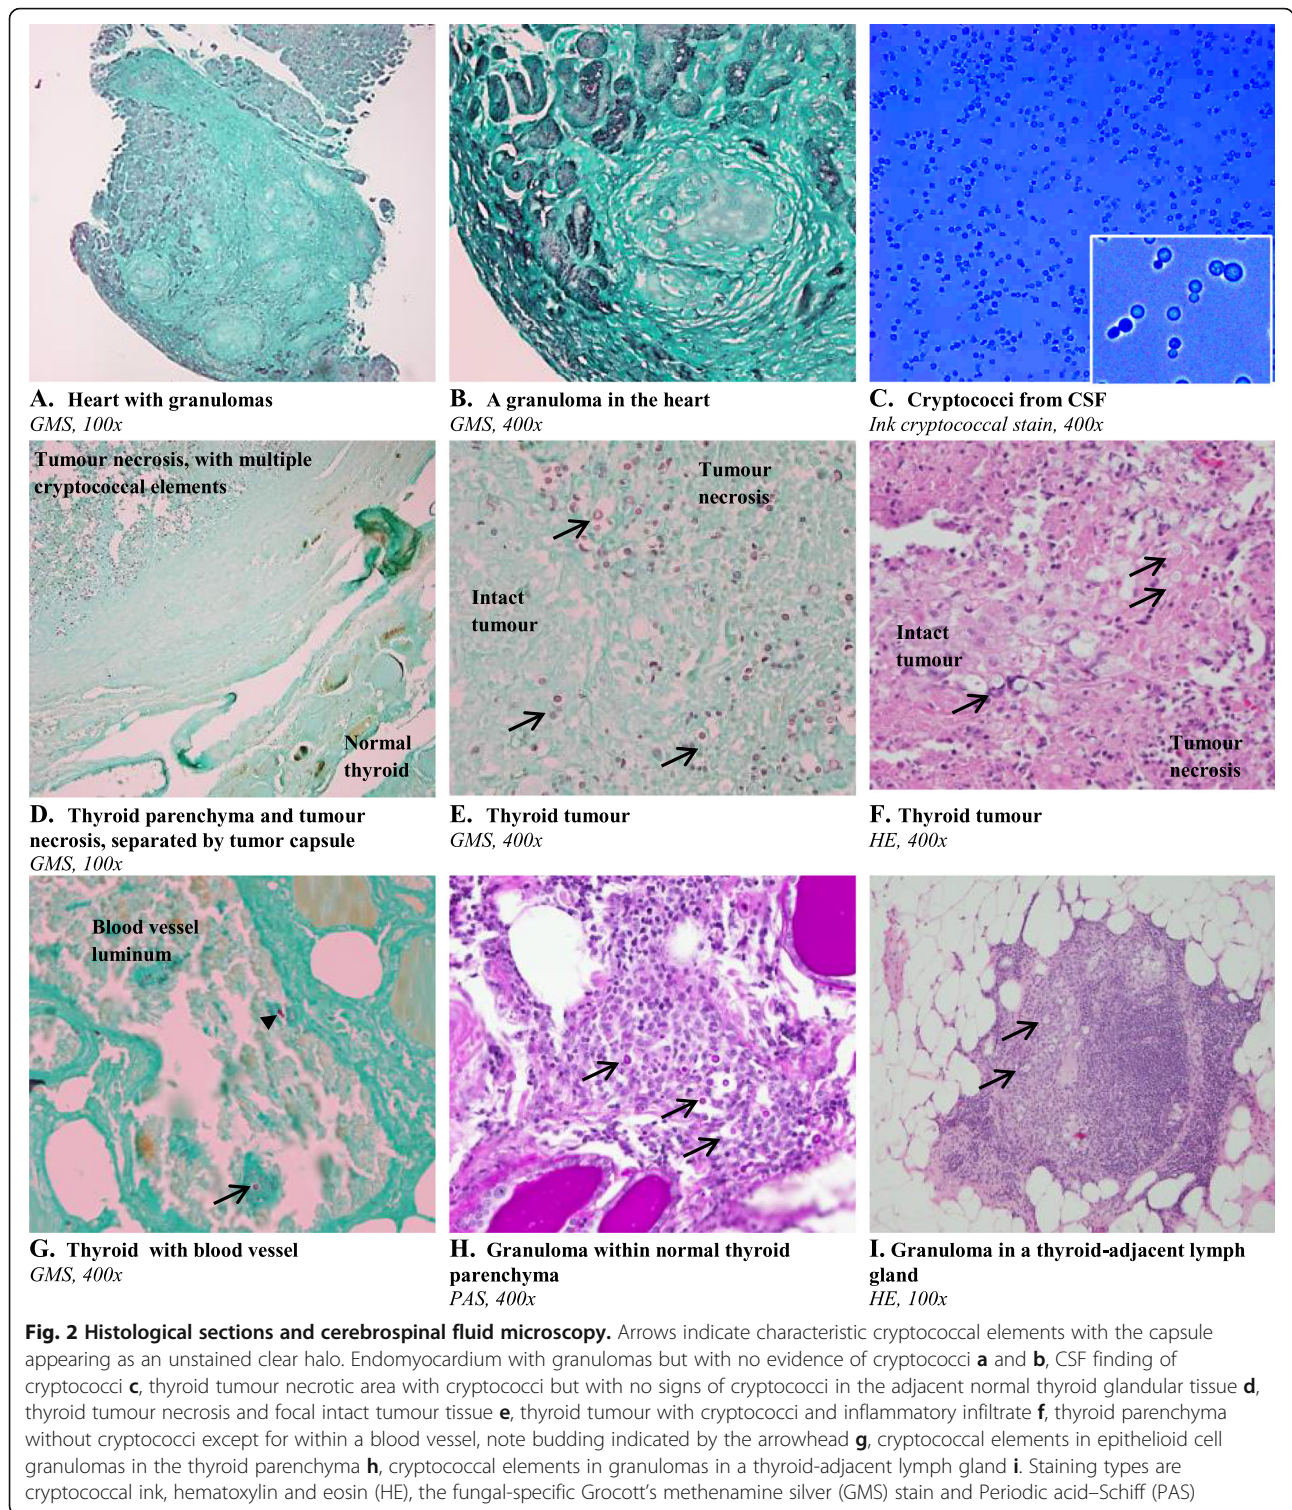 A. Heart with granulomas
GMS, 100x
B. A granuloma in the heart
GMS, 400x
C. Cryptococci from CSF
Ink cryptococcal stain, 400x
Tumour necrosis, with multiple
cryptococcal elements
Normal
thyroid
D. Thyroid parenchyma and tumour
necrosis, separated by tumor capsule
GMS, 100x
Tumour
necrosis
Intact
tumour
E. Thyroid tumour
GMS, 400x
Intact
tumour
Tumour
necrosis
F. Thyroid tumour
HE, 400x
Blood vessel
luminum
G. Thyroid with blood vessel
GMS, 400x
H. Granuloma within normal thyroid
parenchyma
PAS, 400x
I. Granuloma in a thyroid-adjacent lymph
gland
HE, 100x
Fig. 2 Histological sections and cerebrospinal fluid microscopy. Arrows indicate characteristic cryptococcal elements with the capsule
appearing as an unstained clear halo. Endomyocardium with granulomas but with no evidence of cryptococci a and b, CSF finding of
cryptococci c, thyroid tumour necrotic area with cryptococci but with no signs of cryptococci in the adjacent normal thyroid glandular tissue d,
thyroid tumour necrosis and focal intact tumour tissue e, thyroid tumour with cryptococci and inflammatory infiltrate f, thyroid parenchyma
without cryptococci except for within a blood vessel, note budding indicated by the arrowhead g, cryptococcal elements in epithelioid cell
granulomas in the thyroid parenchyma h, cryptococcal elements in granulomas in a thyroid-adjacent lymph gland i. Staining types are
cryptococcal ink, hematoxylin and eosin (HE), the fungal-specific Grocott's methenamine silver (GMS) stain and Periodic acid–Schiff (PAS)